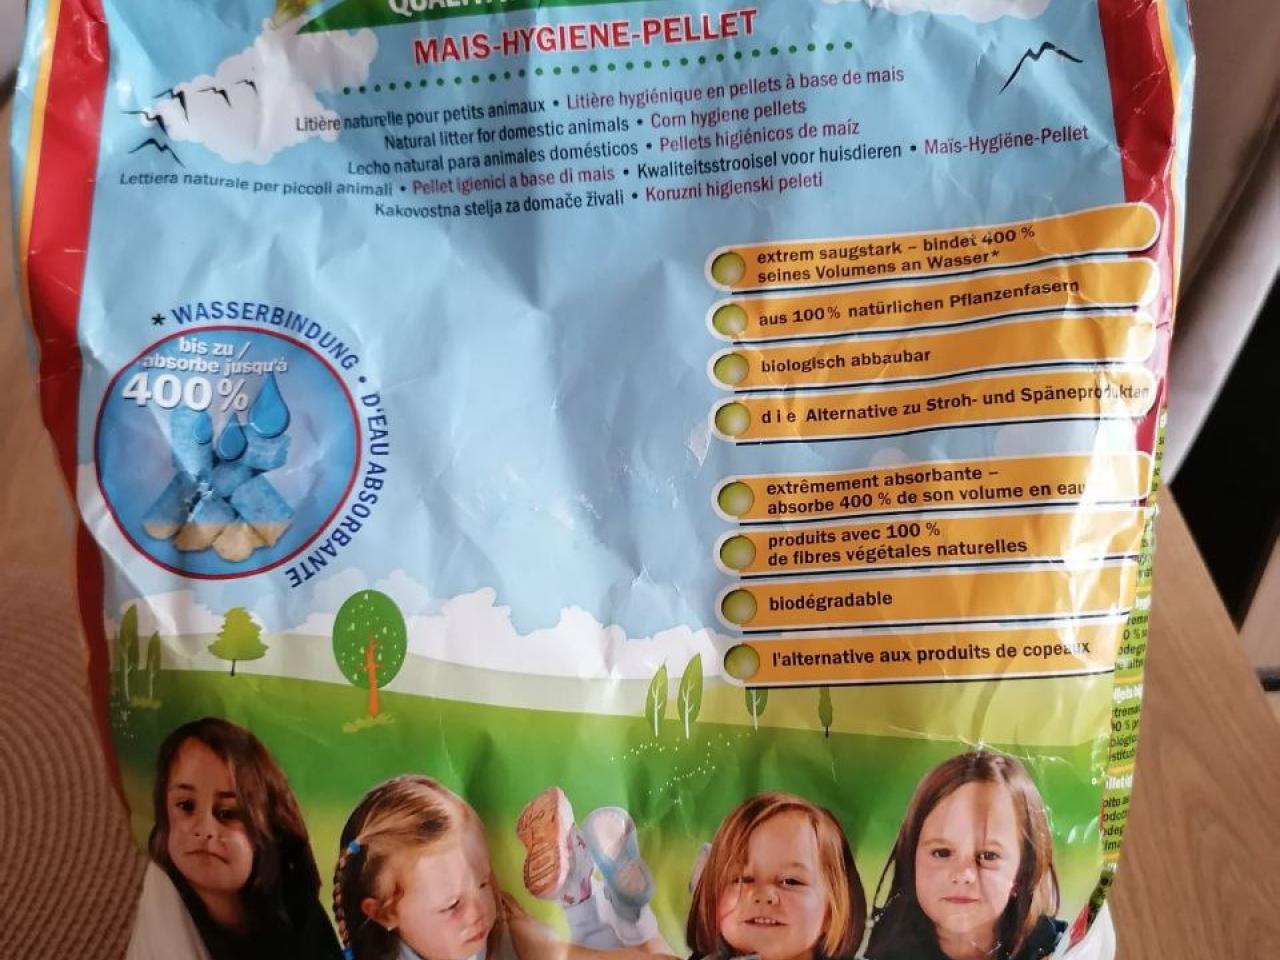 MAIS-HYGIENE-PELLET
Litière naturelle pour petits animaux • Litière hygiénique en pellets à base de mais
Natural litter for domestic animals • Corn hygiene pellets
Lecho natural para animales domésticos • Pellets higiénicos de maíz
Lettiera naturale per piccoli animali • Pellet igienici a base di mais • Kwaliteitsstrooisel voor huisdieren • Maïs-Hygiëne-Pellet
Kakovostna stelja za domače živali • Koruzni higienski peleti
extrem saugstark – bindet 400 %
seines Volumens an Wasser*
aus 100% natürlichen Pflanzenfasern
biologisch abbaubar
die Alternative zu Stroh- und Späneprodukten
* WASSERBINDUNG • D'EAU ABSORBANTE
bis zu /
absorbe jusqu'à
400%
extrêmement absorbante –
absorbe 400 % de son volume en eau
produits avec 100 %
de fibres végétales naturelles
biodégradable
l'alternative aux produits de copeaux